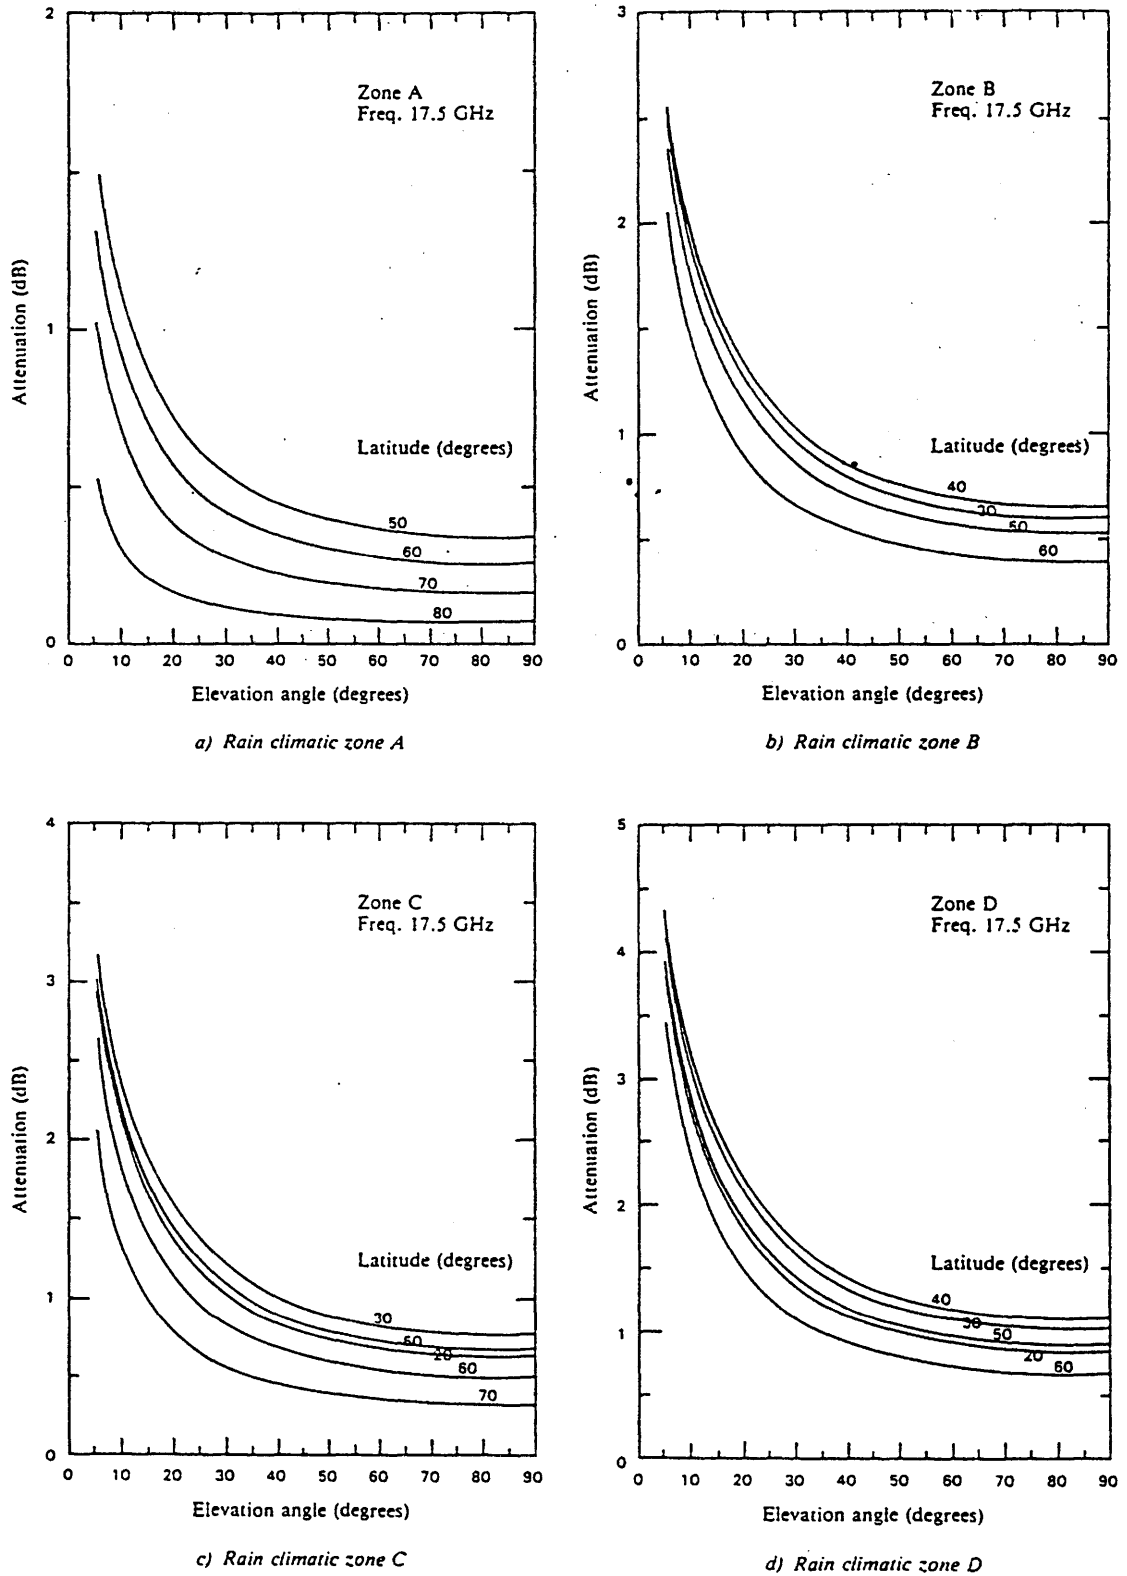 2
Zone A
Freq. 17.5 GHz
Attenuation (dB)
1
Latitude (degrees)
50
60
70
80
0
0 10 20 30 40 50 60 70 80 90
Elevation angle (degrees)
a) Rain climatic zone A
3
Zone B
Freq. 17.5 GHz
2
Attenuation (dB)
1
Latitude (degrees)
40
30
50
60
0
0 10 20 30 40 50 60 70 80 90
Elevation angle (degrees)
b) Rain climatic zone B
4
Zone C
Freq. 17.5 GHz
3
Attenuation (dB)
2
Latitude (degrees)
1
30
50
20
60
70
0
0 10 20 30 40 50 60 70 80 90
Elevation angle (degrees)
c) Rain climatic zone C
5
Zone D
Freq. 17.5 GHz
4
3
Attenuation (dB)
2
Latitude (degrees)
40
30
50
1
20
60
0
0 10 20 30 40 50 60 70 80 90
Elevation angle (degrees)
d) Rain climatic zone D